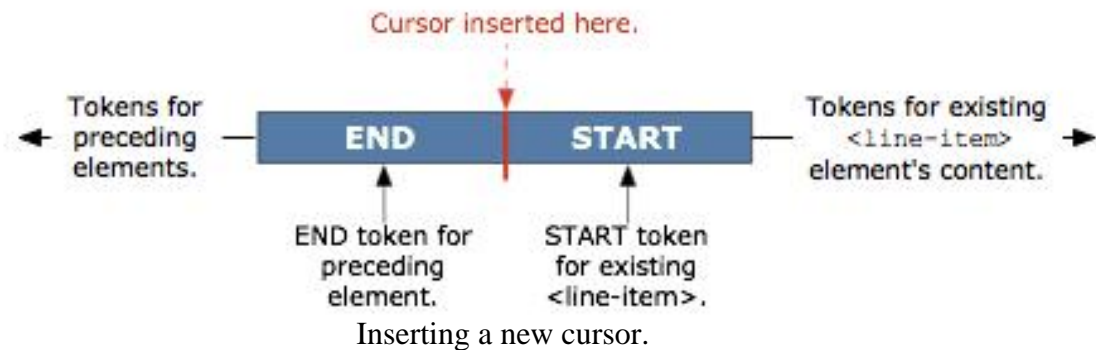 Cursor inserted here.
Tokens for
preceding
elements.
END
START
Tokens for existing
<line-item>
element's content.
END token for
preceding
element.
START token
for existing
<line-item>.
Inserting a new cursor.